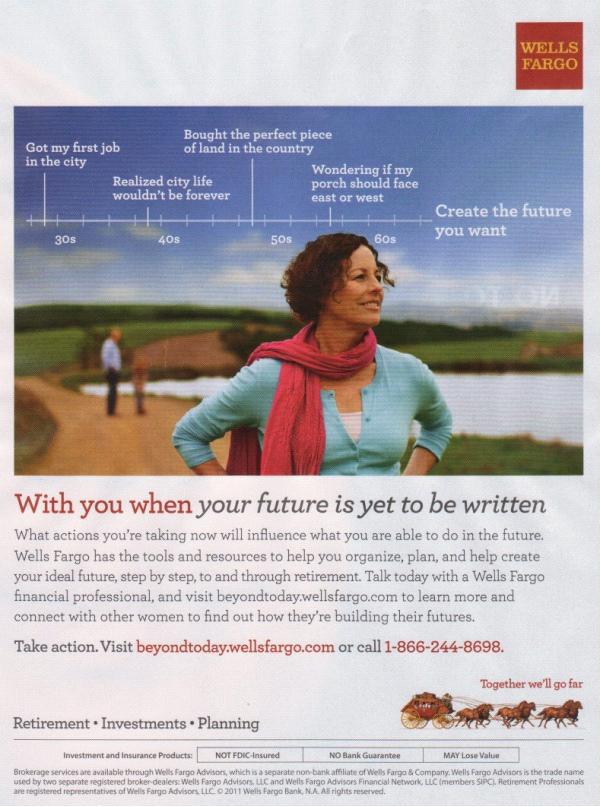 WELLS
FARGO
Got my first job
in the city
Bought the perfect piece
of land in the country
Realized city life
wouldn't be forever
Wondering if my
porch should face
east or west
Create the future
you want
30s
40s
50s
60s
With you when your future is yet to be written
What actions you're taking now will influence what you are able to do in the future.
Wells Fargo has the tools and resources to help you organize, plan, and help create
your ideal future, step by step, to and through retirement. Talk today with a Wells Fargo
financial professional, and visit beyondtoday.wellsfargo.com to learn more and
connect with other women to find out how they're building their futures.
Take action. Visit beyondtoday.wellsfargo.com or call 1-866-244-8698.
Together we'll go far
Retirement • Investments • Planning
Investment and Insurance Products: NOT FDIC-Insured NO Bank Guarantee MAY Lose Value
Brokerage services are available through Wells Fargo Advisors, which is a separate non-bank affiliate of Wells Fargo & Company. Wells Fargo Advisors is the trade name
used by two separate registered broker-dealers: Wells Fargo Advisors, LLC and Wells Fargo Advisors Financial Network, LLC (members SIPC). Retirement Professionals
are registered representatives of Wells Fargo Advisors, LLC. © 2011 Wells Fargo Bank, N.A. All rights reserved.